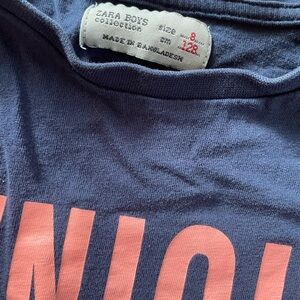 ZARA BOYS
collection
size 8
cm 128
MADE IN BANGLADESH